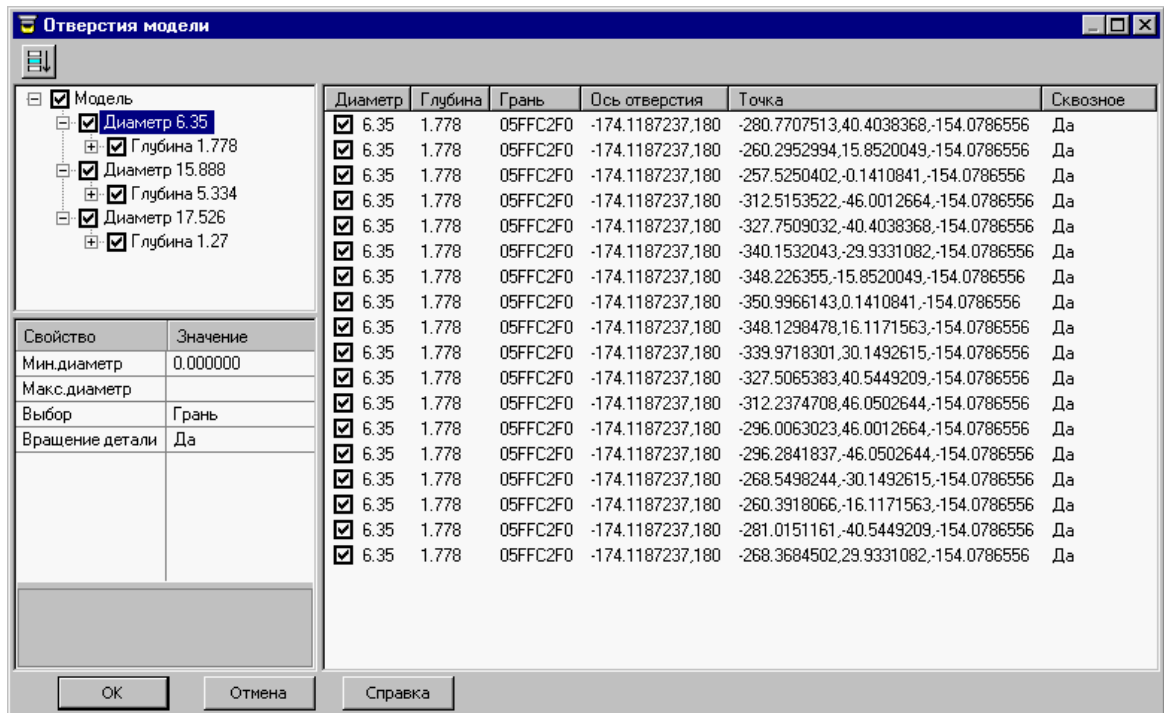 Отверстия модели
Модель
Диаметр 6.35
Глубина 1.778
Диаметр 15.888
Глубина 5.334
Диаметр 17.526
Глубина 1.27
Свойство Значение
Мин.диаметр 0.000000
Макс.диаметр
Выбор Грань
Вращение детали Да
Диаметр Глубина Грань Ось отверстия Точка Сквозное
6.35 1.778 05FFC2F0 -174.1187237,180 -280.7707513,40.4038368,-154.0786556 Да
6.35 1.778 05FFC2F0 -174.1187237,180 -260.2952994,15.8520049,-154.0786556 Да
6.35 1.778 05FFC2F0 -174.1187237,180 -257.5250402,-0.1410841,-154.0786556 Да
6.35 1.778 05FFC2F0 -174.1187237,180 -312.5153522,-46.0012664,-154.0786556 Да
6.35 1.778 05FFC2F0 -174.1187237,180 -327.7509032,-40.4038368,-154.0786556 Да
6.35 1.778 05FFC2F0 -174.1187237,180 -340.1532043,-29.9331082,-154.0786556 Да
6.35 1.778 05FFC2F0 -174.1187237,180 -348.226355,-15.8520049,-154.0786556 Да
6.35 1.778 05FFC2F0 -174.1187237,180 -350.9966143,0.1410841,-154.0786556 Да
6.35 1.778 05FFC2F0 -174.1187237,180 -348.1298478,16.1171563,-154.0786556 Да
6.35 1.778 05FFC2F0 -174.1187237,180 -339.9718301,30.1492615,-154.0786556 Да
6.35 1.778 05FFC2F0 -174.1187237,180 -327.5065383,40.5449209,-154.0786556 Да
6.35 1.778 05FFC2F0 -174.1187237,180 -312.2374708,46.0502644,-154.0786556 Да
6.35 1.778 05FFC2F0 -174.1187237,180 -296.0063023,46.0012664,-154.0786556 Да
6.35 1.778 05FFC2F0 -174.1187237,180 -296.2841837,-46.0502644,-154.0786556 Да
6.35 1.778 05FFC2F0 -174.1187237,180 -268.5498244,-30.1492615,-154.0786556 Да
6.35 1.778 05FFC2F0 -174.1187237,180 -260.3918066,-16.1171563,-154.0786556 Да
6.35 1.778 05FFC2F0 -174.1187237,180 -281.0151161,-40.5449209,-154.0786556 Да
6.35 1.778 05FFC2F0 -174.1187237,180 -268.3684502,29.9331082,-154.0786556 Да
OK Отмена Справка